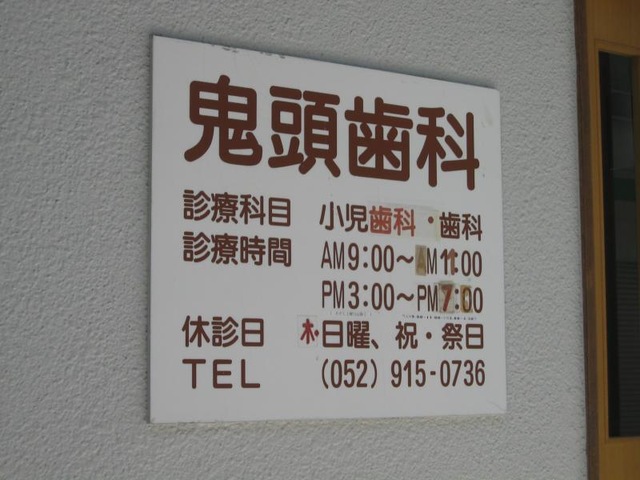 鬼頭歯科
診療科目 小児歯科・歯科
診療時間 AM9:00～AM11:00
PM3:00～PM7:00
休診日 木・日曜、祝・祭日
TEL (052) 915-0736